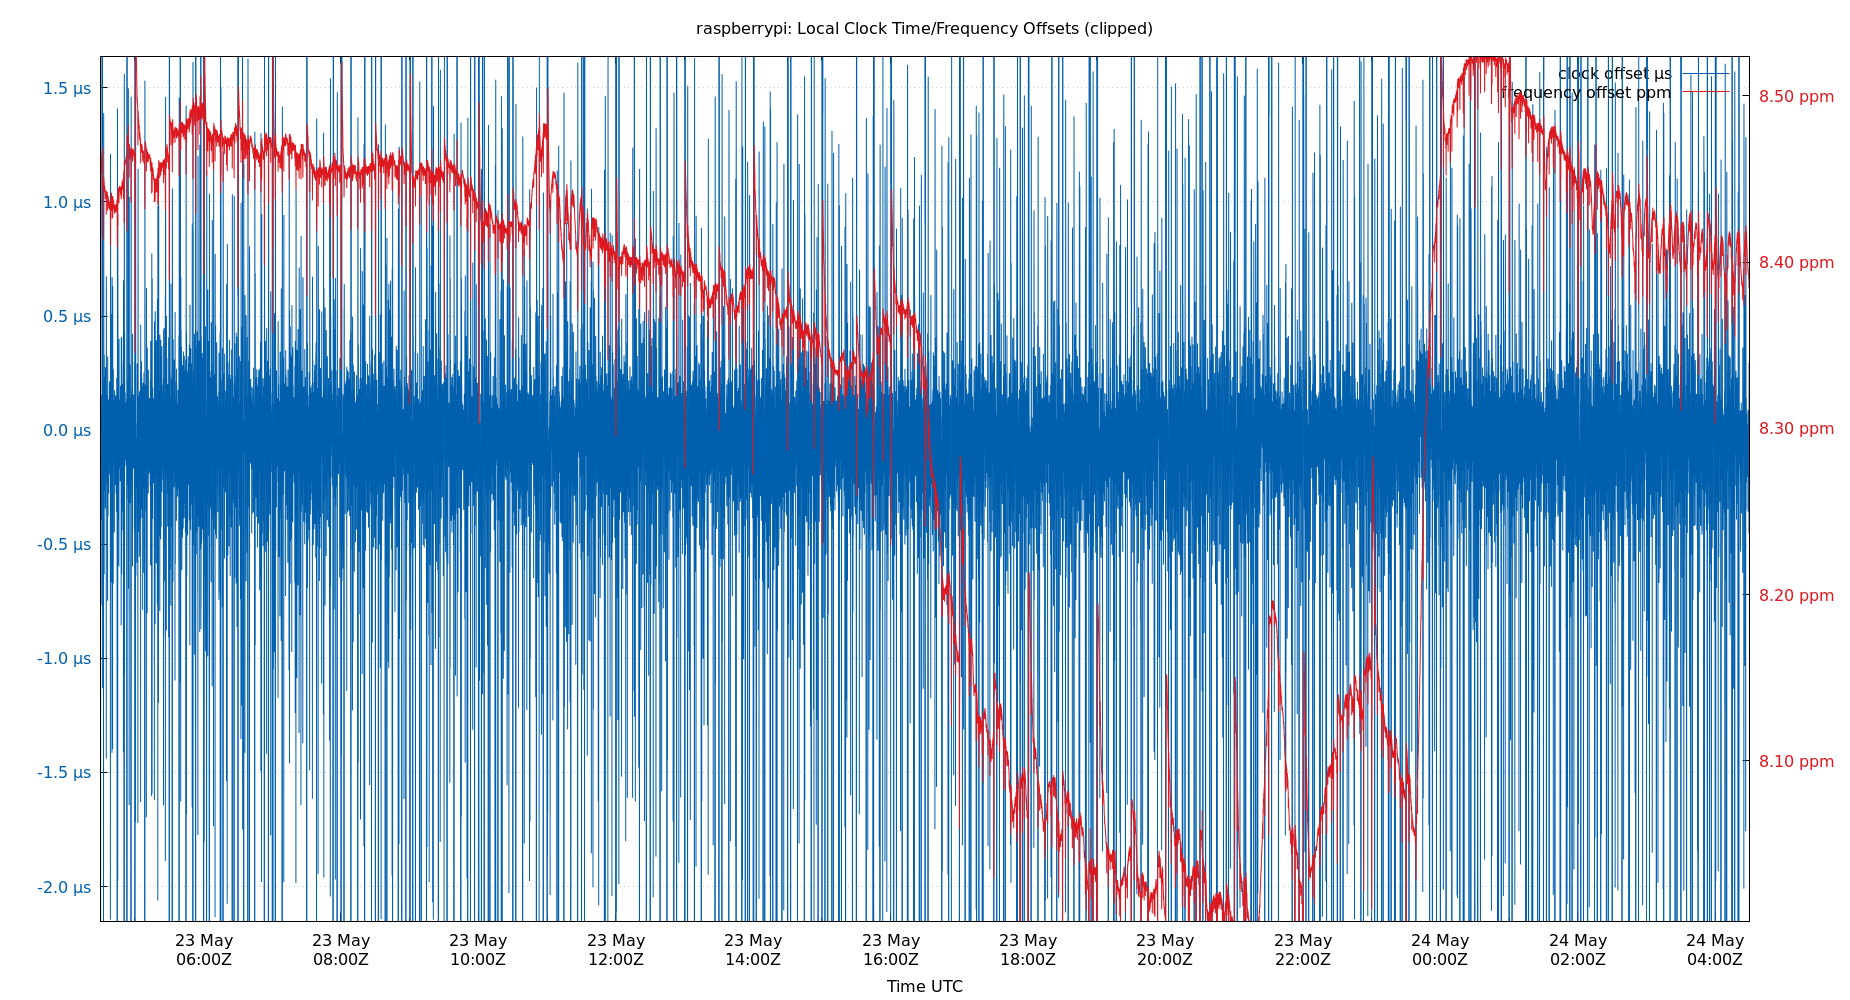 raspberrypi: Local Clock Time/Frequency Offsets (clipped)
clock offset µs
frequency offset ppm
1.5 µs
1.0 µs
0.5 µs
0.0 µs
-0.5 µs
-1.0 µs
-1.5 µs
-2.0 µs
8.50 ppm
8.40 ppm
8.30 ppm
8.20 ppm
8.10 ppm
23 May 23 May 23 May 23 May 23 May 23 May 23 May 23 May 23 May 24 May 24 May 24 May
06:00Z 08:00Z 10:00Z 12:00Z 14:00Z 16:00Z 18:00Z 20:00Z 22:00Z 00:00Z 02:00Z 04:00Z
Time UTC